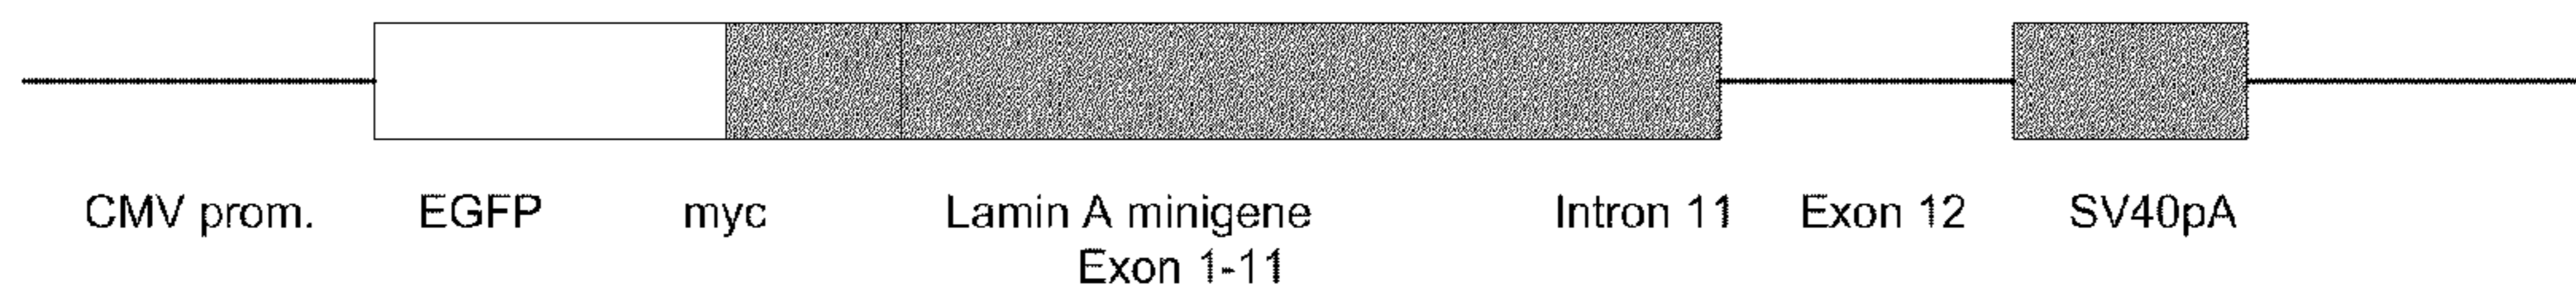 CMV prom. EGFP myc Lamin A minigene Intron 11 Exon 12 SV40pA
Exon 1-11